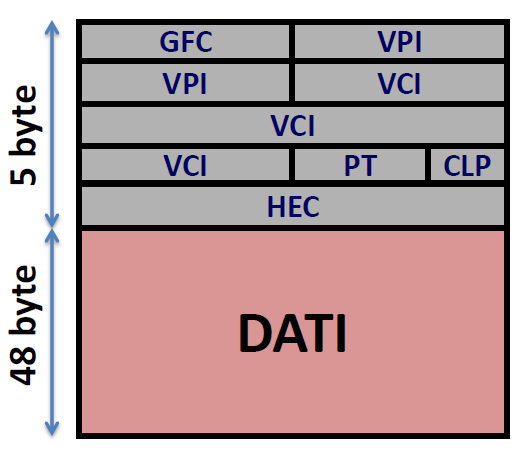 5 byte
GFC VPI
VPI VCI
VCI
VCI PT CLP
HEC
48 byte
DATI